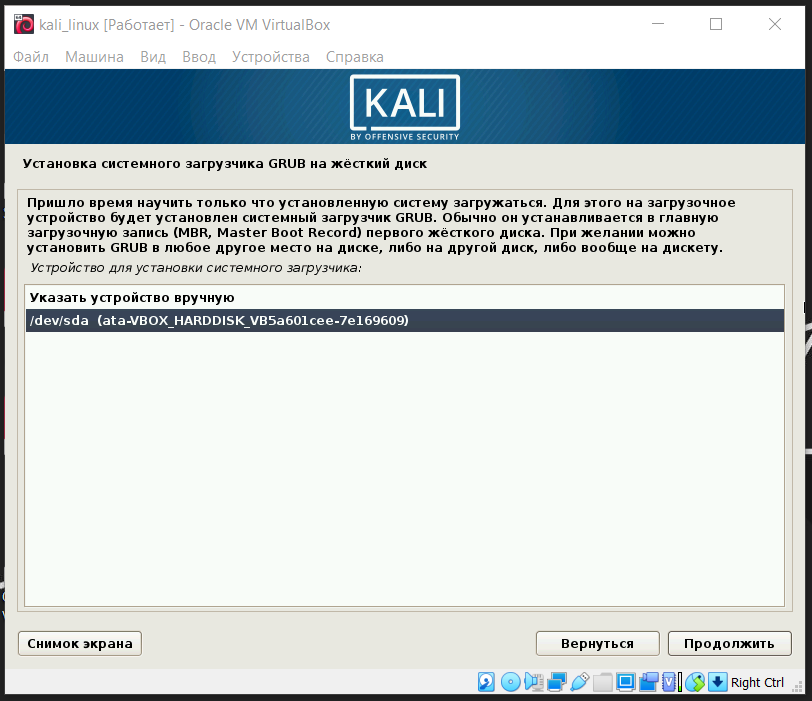 kali_linux [Работает] - Oracle VM VirtualBox
Файл Машина Вид Ввод Устройства Справка
KALI
BY OFFENSIVE SECURITY
Установка системного загрузчика GRUB на жёсткий диск
Пришло время научить только что установленную систему загружаться. Для этого на загрузочное
устройство будет установлен системный загрузчик GRUB. Обычно он устанавливается в главную
загрузочную запись (MBR, Master Boot Record) первого жёсткого диска. При желании можно
установить GRUB в любое другое место на диске, либо на другой диск, либо вообще на дискету.
Устройство для установки системного загрузчика:
Указать устройство вручную
/dev/sda (ata-VBOX_HARDDISK_VB5a601cee-7e169609)
Снимок экрана Вернуться Продолжить
Right Ctrl